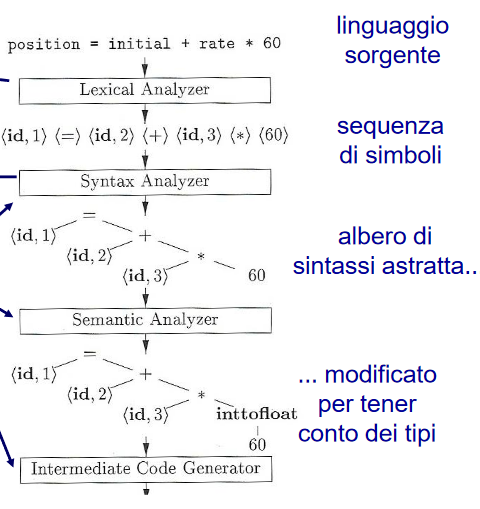 linguaggio
sorgente
position = initial + rate * 60
Lexical Analyzer
⟨id, 1⟩ ⟨=⟩ ⟨id, 2⟩ ⟨+⟩ ⟨id, 3⟩ ⟨*⟩ ⟨60⟩
sequenza
di simboli
Syntax Analyzer
=
⟨id, 1⟩
+
⟨id, 2⟩
*
⟨id, 3⟩
60
albero di
sintassi astratta..
Semantic Analyzer
=
⟨id, 1⟩
+
⟨id, 2⟩
*
⟨id, 3⟩
inttofloat
60
... modificato
per tener
conto dei tipi
Intermediate Code Generator